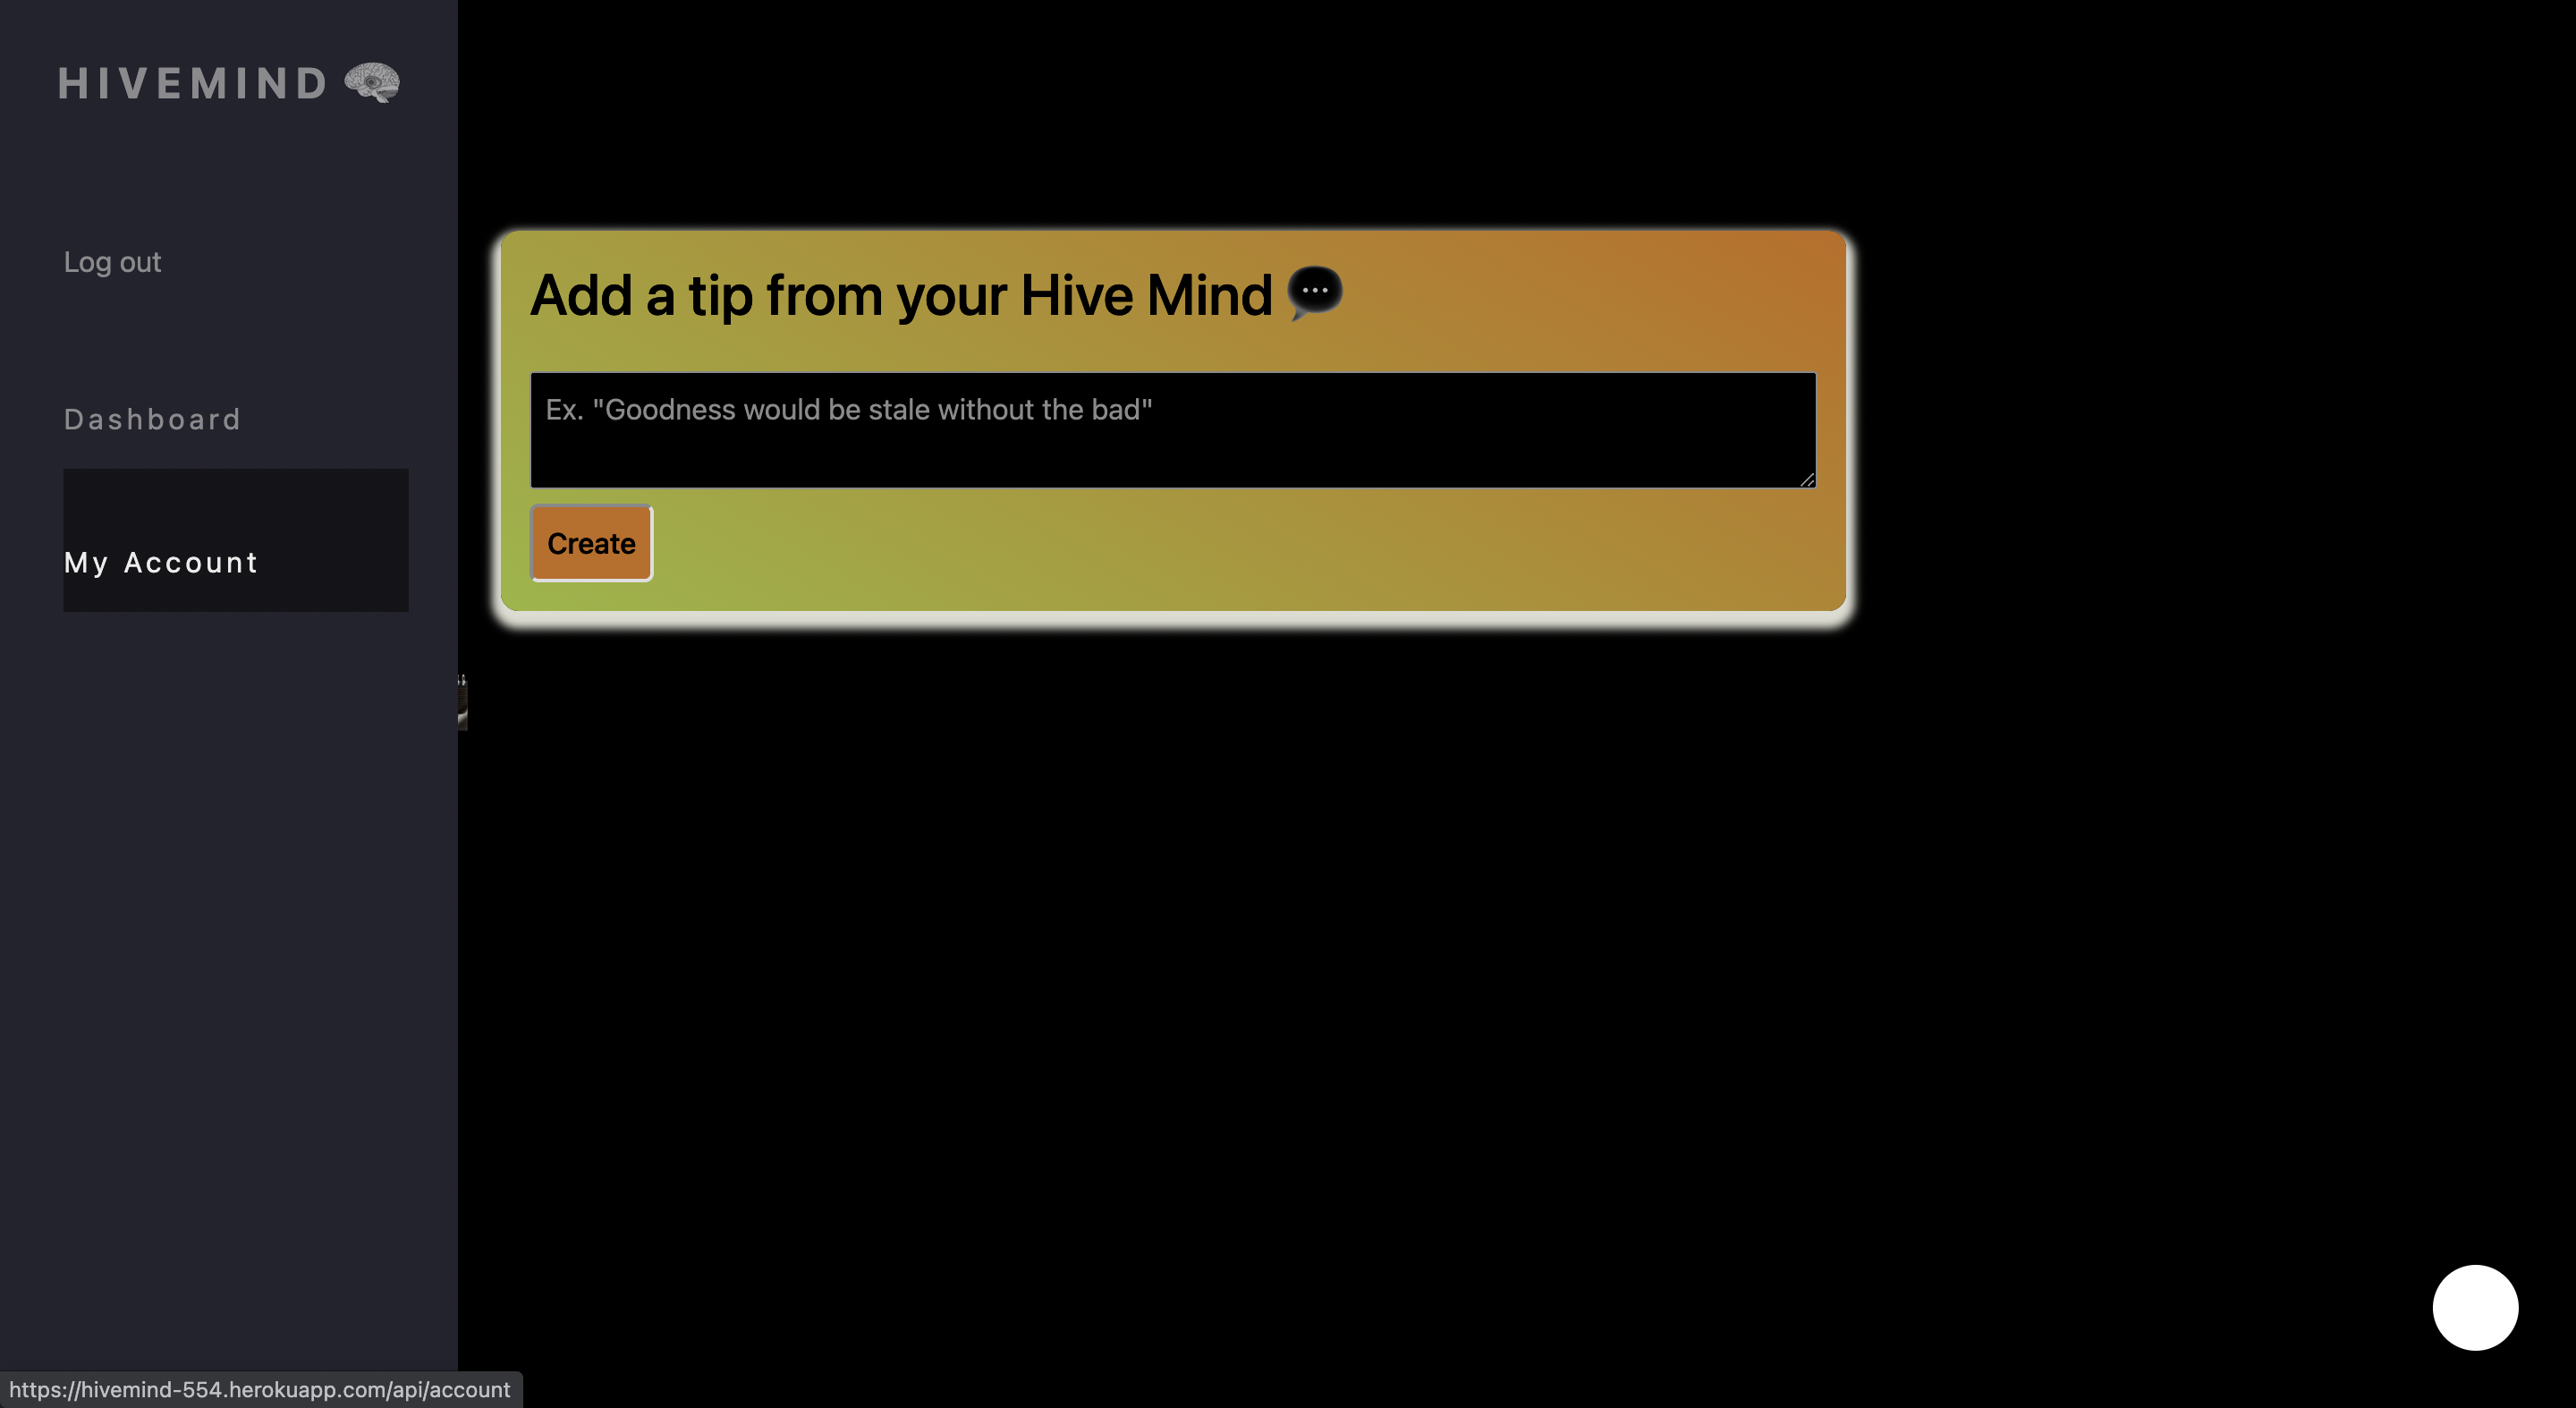 HIVEMIND
Log out
Dashboard
My Account
Add a tip from your Hive Mind
Ex. "Goodness would be stale without the bad"
Create
https://hivemind-554.herokuapp.com/api/account